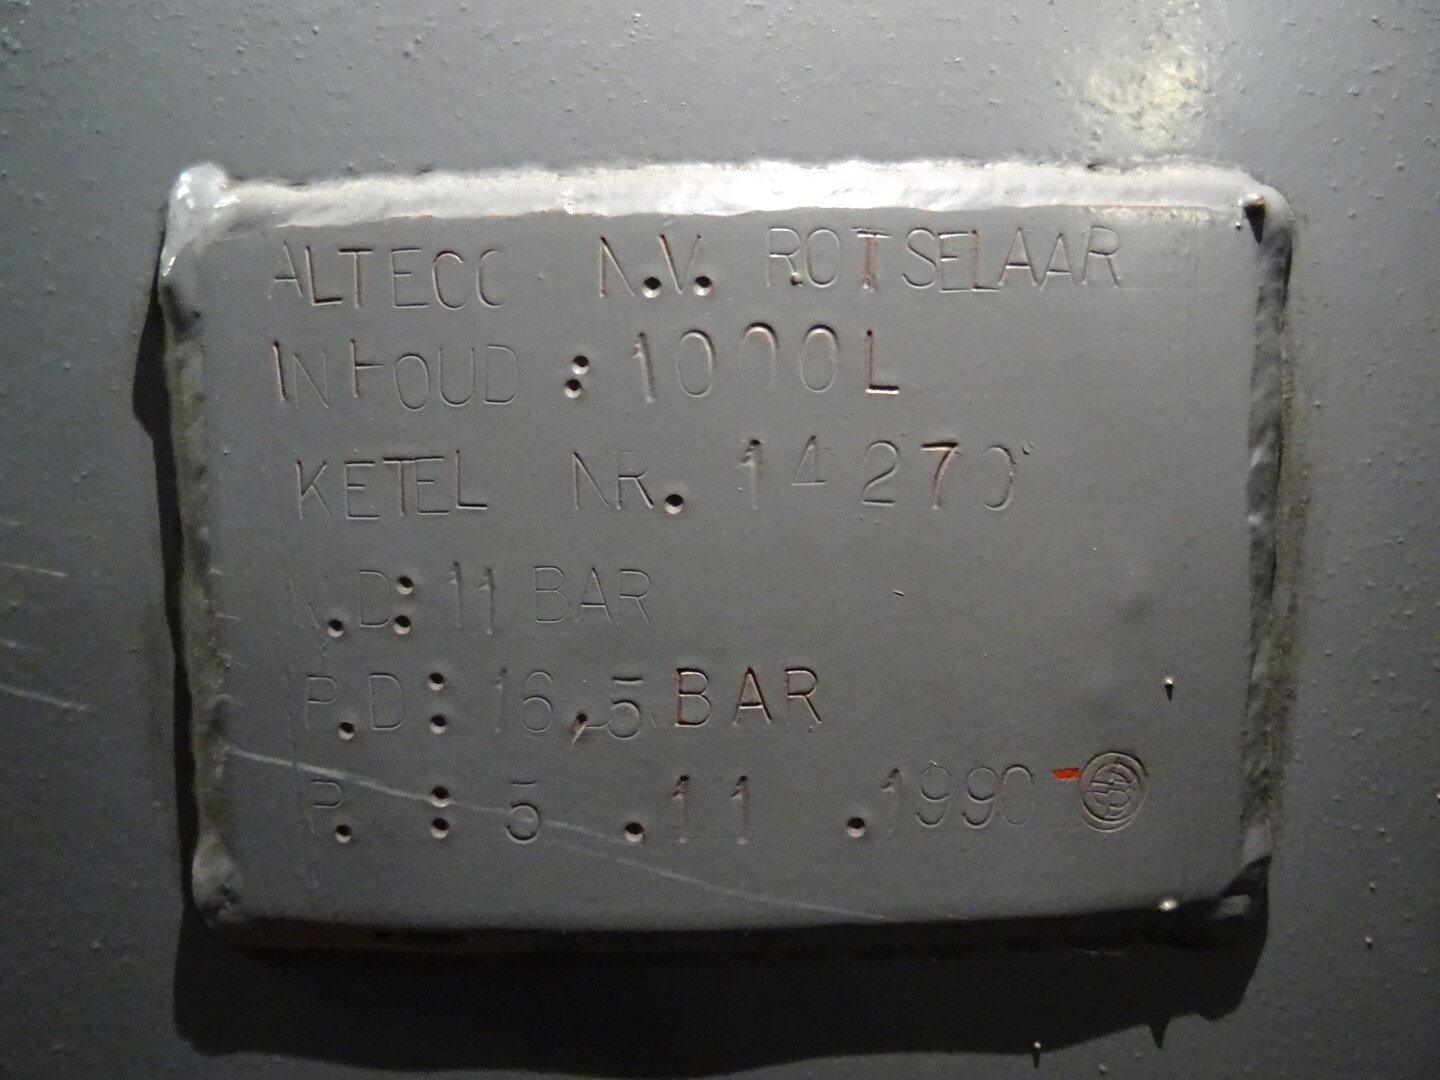 ALTECO N.V. ROTSELAAR
INHOUD : 1000L
KETEL NR. 14270
W.D: 11 BAR
P.D: 16,5 BAR
P. : 5 . 11 . 1990